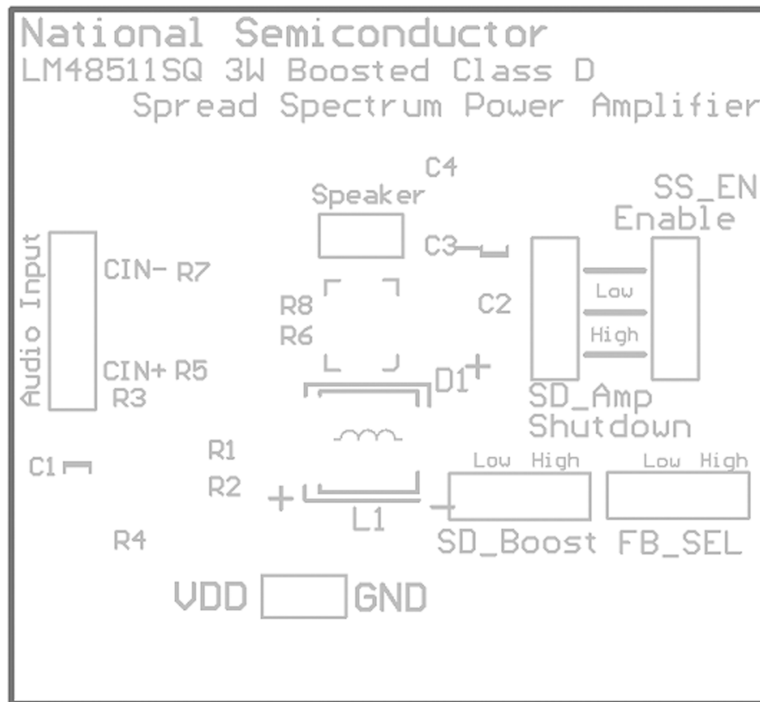 National Semiconductor
LM48511SQ 3W Boosted Class D
Spread Spectrum Power Amplifier
C4
SS_EN
Speaker
Enable
C3
Audio Input
CIN- R7
Low
R8
C2
R6
High
CIN+ R5
D1
R3
SD_Amp
Shutdown
R1
C1
Low High
Low High
R2
L1
R4
SD_Boost
FB_SEL
VDD
GND